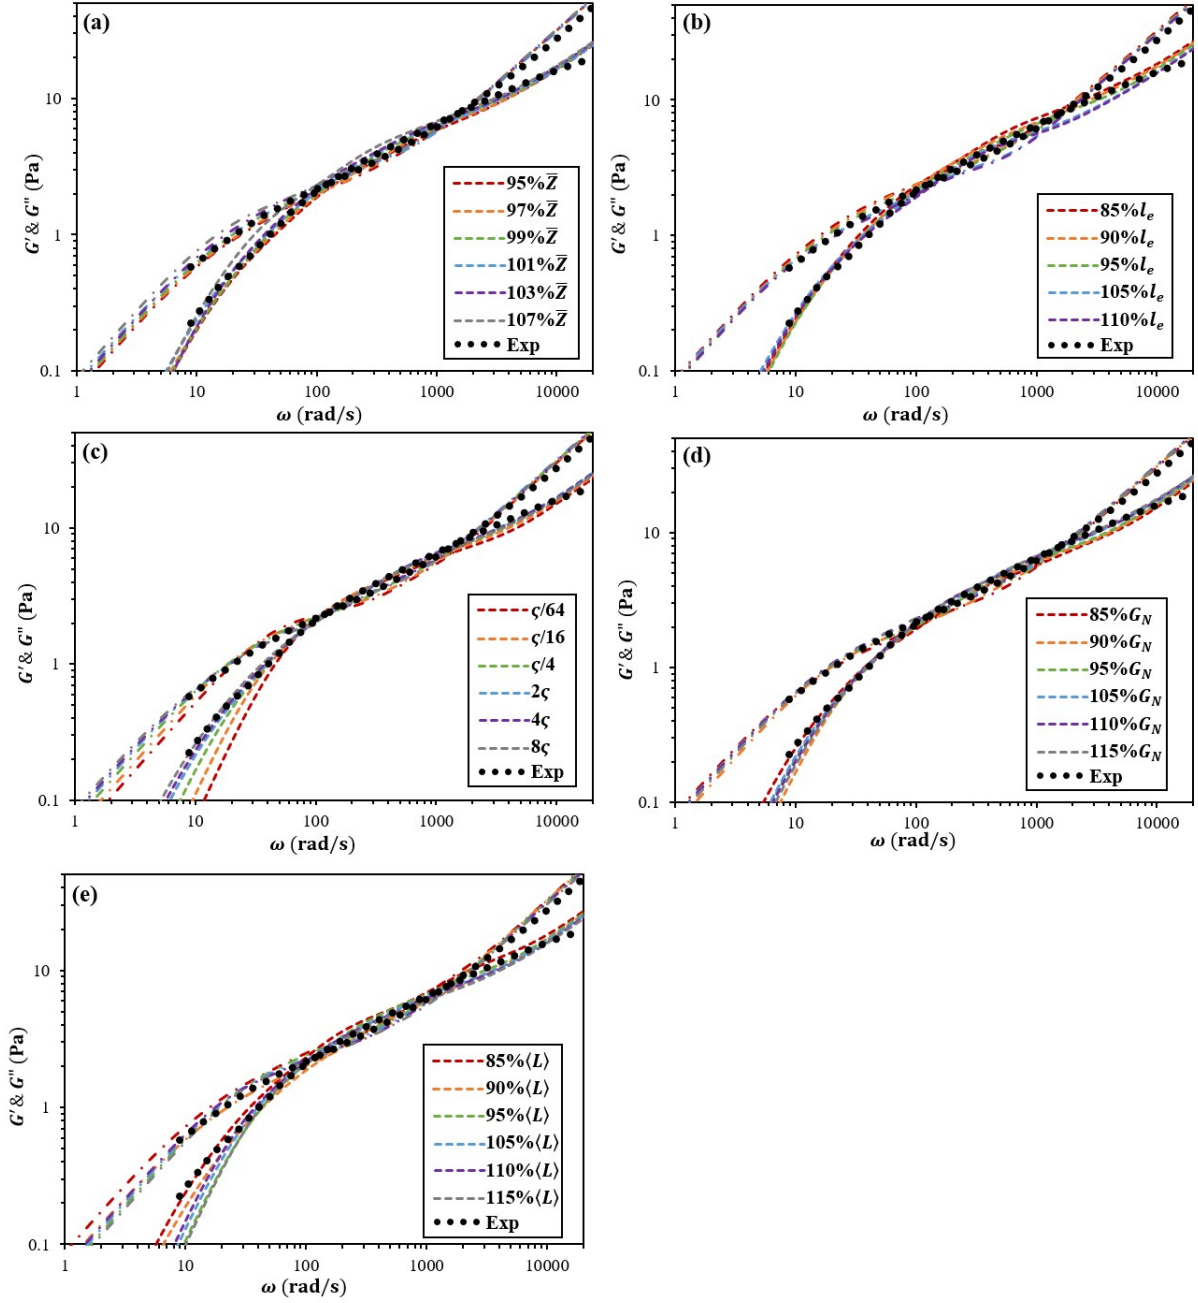 (a)
10
1
0.1
G′ & G″ (Pa)
95%Z̅
97%Z̅
99%Z̅
101%Z̅
103%Z̅
107%Z̅
Exp
1 10 100 1000 10000
ω (rad/s)
(b)
10
1
0.1
G′ & G″ (Pa)
85%lₑ
90%lₑ
95%lₑ
105%lₑ
110%lₑ
Exp
1 10 100 1000 10000
ω (rad/s)
(c)
10
1
0.1
G′ & G″ (Pa)
ς/64
ς/16
ς/4
2ς
4ς
8ς
Exp
1 10 100 1000 10000
ω (rad/s)
(d)
10
1
0.1
G′ & G″ (Pa)
85%G_N
90%G_N
95%G_N
105%G_N
110%G_N
115%G_N
Exp
1 10 100 1000 10000
ω (rad/s)
(e)
10
1
0.1
G′ & G″ (Pa)
85%⟨L⟩
90%⟨L⟩
95%⟨L⟩
105%⟨L⟩
110%⟨L⟩
115%⟨L⟩
Exp
1 10 100 1000 10000
ω (rad/s)